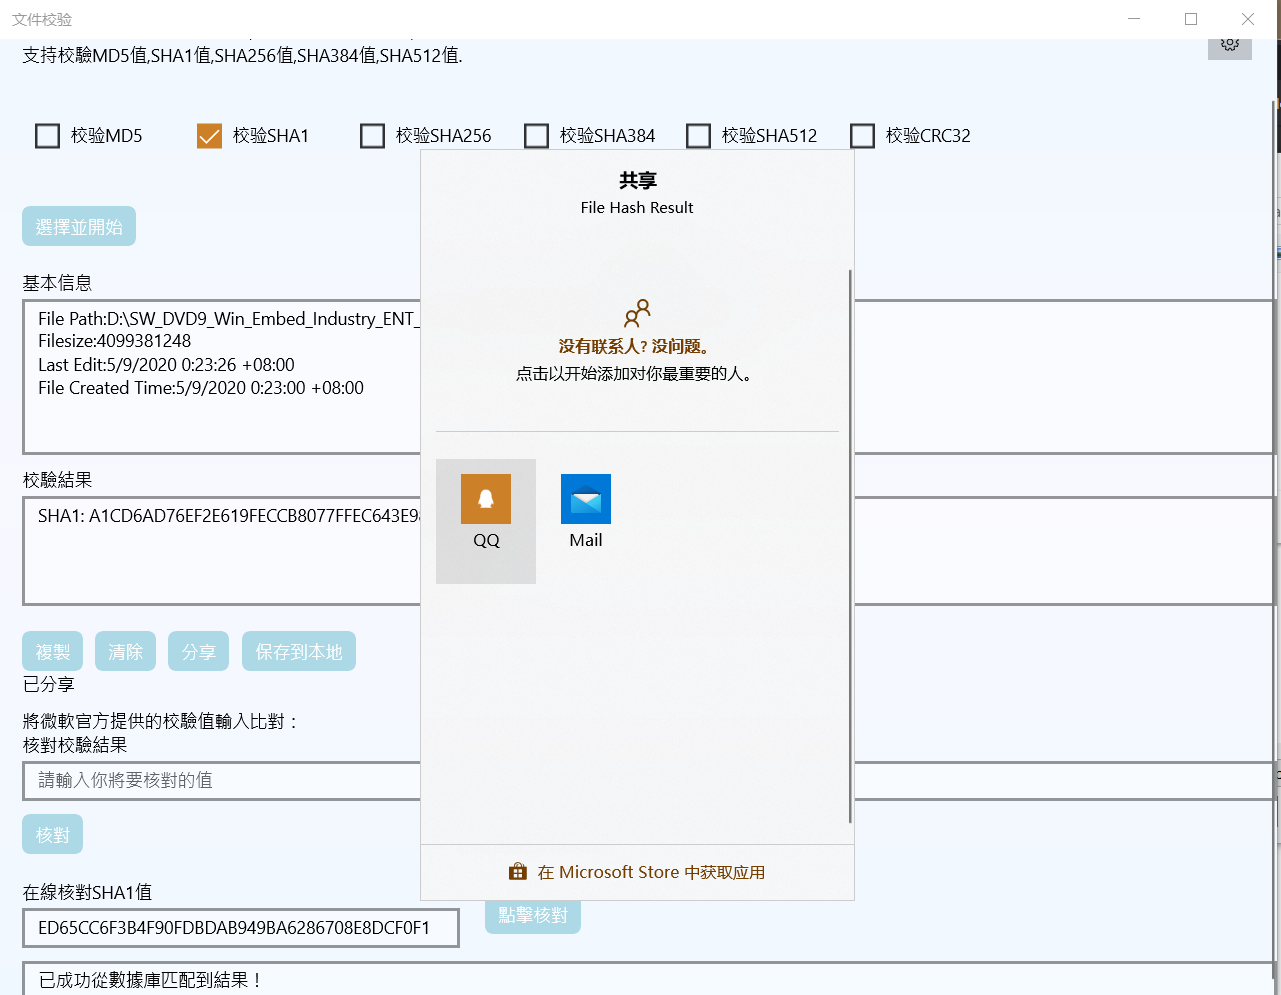 文件校验
支持校驗MD5值,SHA1值,SHA256值,SHA384值,SHA512值.
校验MD5
校验SHA1
校验SHA256
校验SHA384
校验SHA512
校验CRC32
選擇並開始
基本信息
File Path:D:\SW_DVD9_Win_Embed_Industry_ENT_
Filesize:4099381248
Last Edit:5/9/2020 0:23:26 +08:00
File Created Time:5/9/2020 0:23:00 +08:00
校驗結果
SHA1: A1CD6AD76EF2E619FECCB8077FFEC643E9
複製
清除
分享
保存到本地
已分享
將微軟官方提供的校驗值輸入比對：
核對校驗結果
請輸入你將要核對的值
核對
在線核對SHA1值
ED65CC6F3B4F90FDBDAB949BA6286708E8DCF0F1
點擊核對
已成功從數據庫匹配到結果！
共享
File Hash Result
没有联系人? 没问题。
点击以开始添加对你最重要的人。
QQ
Mail
在 Microsoft Store 中获取应用